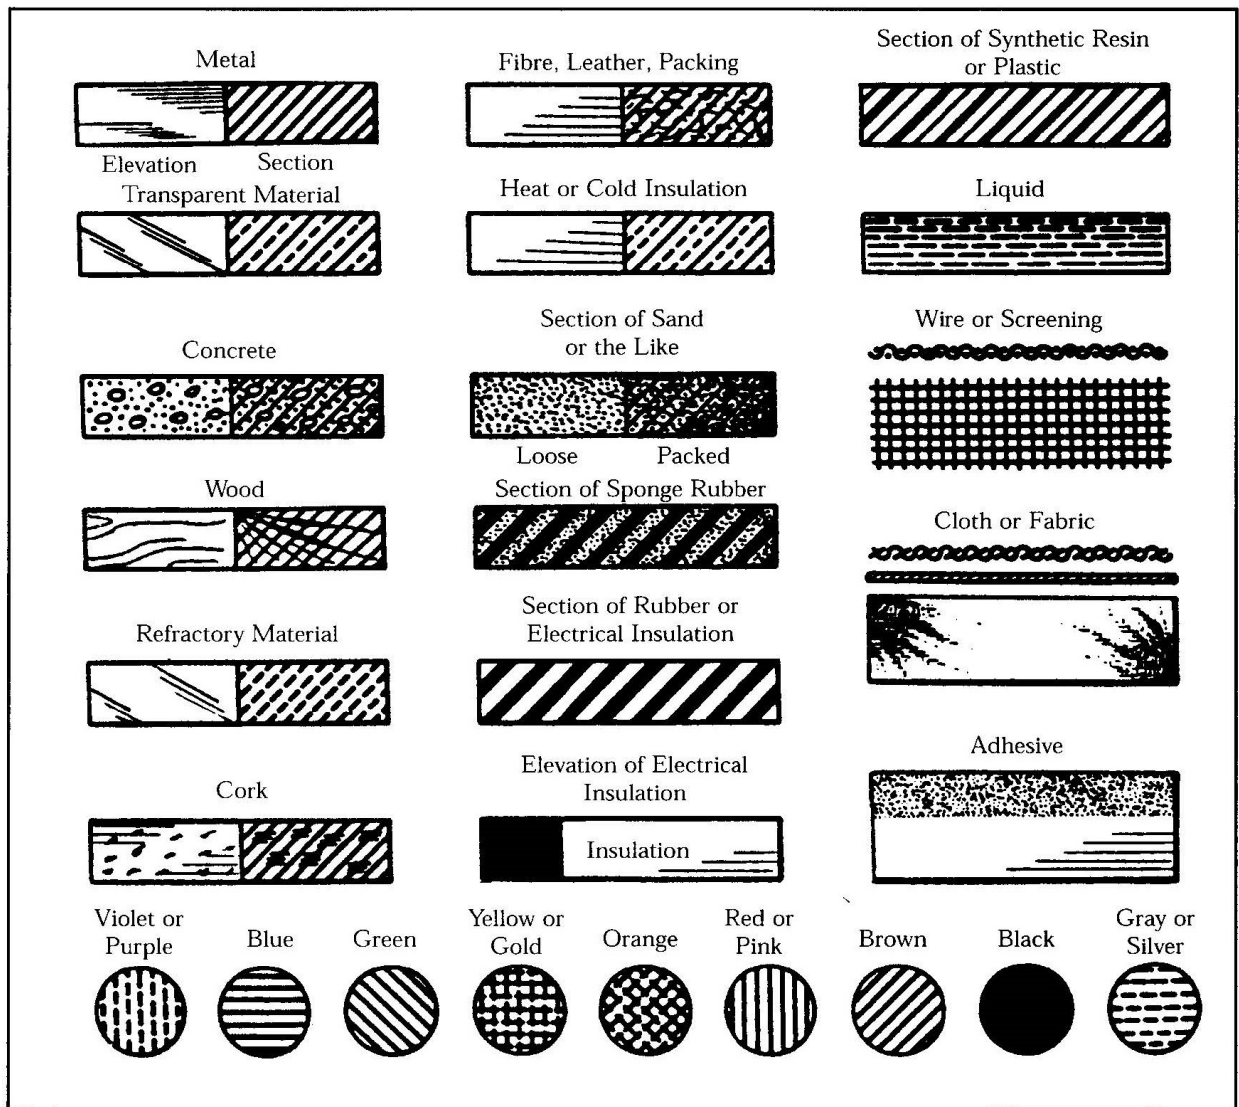 Metal
Elevation
Section
Transparent Material
Concrete
Wood
Refractory Material
Cork
Fibre, Leather, Packing
Heat or Cold Insulation
Section of Sand
or the Like
Loose
Packed
Section of Sponge Rubber
Section of Rubber or
Electrical Insulation
Elevation of Electrical
Insulation
Insulation
Section of Synthetic Resin
or Plastic
Liquid
Wire or Screening
Cloth or Fabric
Adhesive
Violet or
Purple
Blue
Green
Yellow or
Gold
Orange
Red or
Pink
Brown
Black
Gray or
Silver